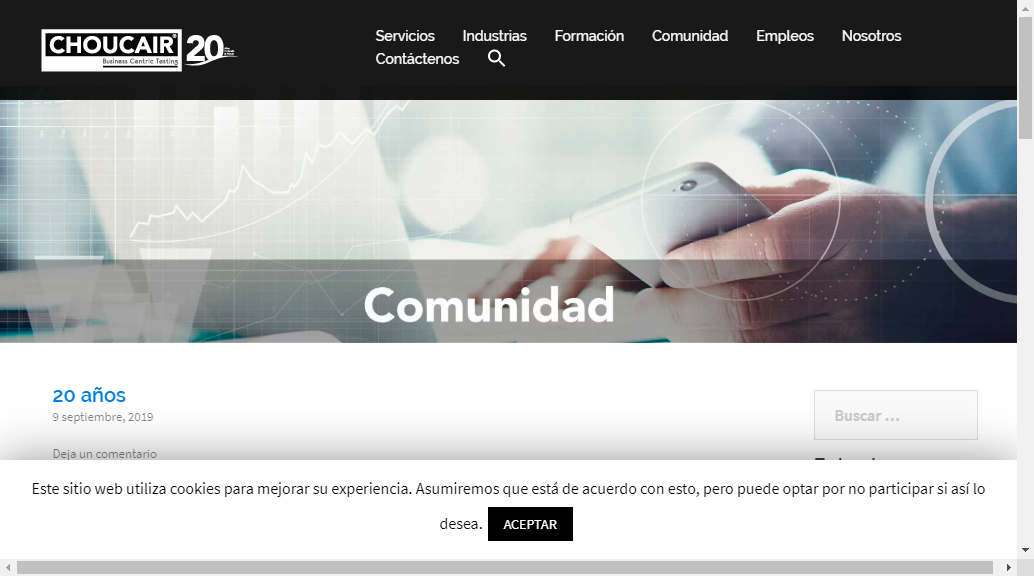 CHOUCAIR
Business Centric Testing
20
Servicios Industrias Formación Comunidad Empleos Nosotros
Contáctenos
Comunidad
20 años
9 septiembre, 2019
Deja un comentario
Buscar …
Este sitio web utiliza cookies para mejorar su experiencia. Asumiremos que está de acuerdo con esto, pero puede optar por no participar si así lo
desea. ACEPTAR